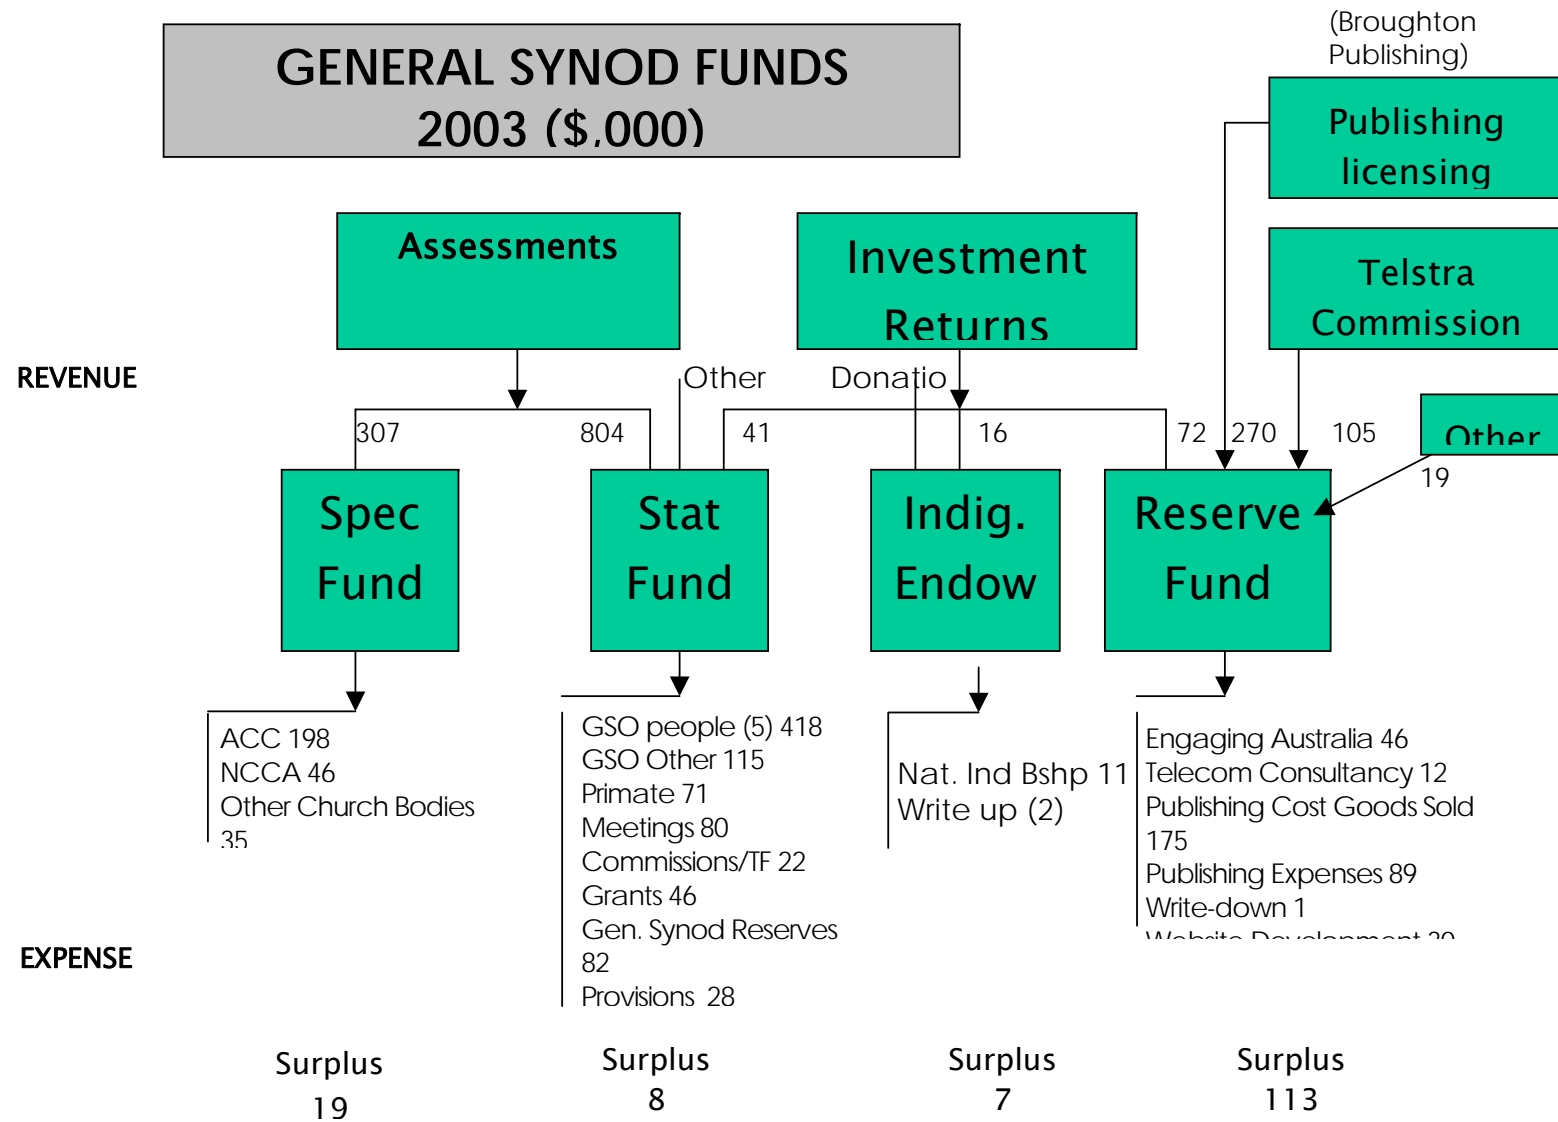 (Broughton
Publishing)
GENERAL SYNOD FUNDS
2003 ($,000)
Publishing
licensing
Assessments
Investment
Returns
Telstra
Commission
REVENUE
Other
Donatio
307
804
41
16
72
270
105
Other
19
Spec
Fund
Stat
Fund
Indig.
Endow
Reserve
Fund
ACC 198
NCCA 46
Other Church Bodies
35
GSO people (5) 418
GSO Other 115
Primate 71
Meetings 80
Commissions/TF 22
Grants 46
Gen. Synod Reserves
82
Provisions 28
Nat. Ind Bshp 11
Write up (2)
Engaging Australia 46
Telecom Consultancy 12
Publishing Cost Goods Sold
175
Publishing Expenses 89
Write-down 1
Website Development
EXPENSE
Surplus
19
Surplus
8
Surplus
7
Surplus
113